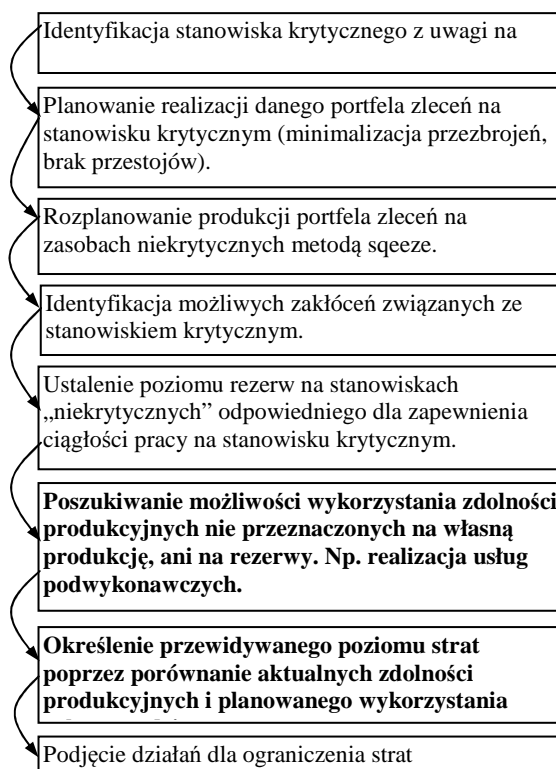 Identyfikacja stanowiska krytycznego z uwagi na
Planowanie realizacji danego portfela zleceń na
stanowisku krytycznym (minimalizacja przezbrojeń,
brak przestojów).
Rozplanowanie produkcji portfela zleceń na
zasobach niekrytycznych metodą sqeeze.
Identyfikacja możliwych zakłóceń związanych ze
stanowiskiem krytycznym.
Ustalenie poziomu rezerw na stanowiskach
„niekrytycznych” odpowiedniego dla zapewnienia
ciągłości pracy na stanowisku krytycznym.
Poszukiwanie możliwości wykorzystania zdolności
produkcyjnych nie przeznaczonych na własną
produkcję, ani na rezerwy. Np. realizacja usług
podwykonawczych.
Określenie przewidywanego poziomu strat
poprzez porównanie aktualnych zdolności
produkcyjnych i planowanego wykorzystania
Podjęcie działań dla ograniczenia strat